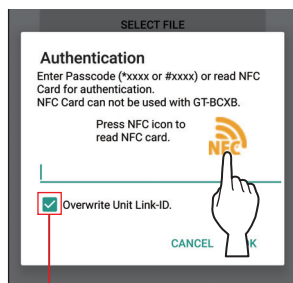 SELECT FILE
Authentication
Enter Passcode (*xxxx or #xxxx) or read NFC
Card for authentication.
NFC Card can not be used with GT-BCXB.
Press NFC icon to
read NFC card.
NFC
Overwrite Unit Link-ID.
CANCEL